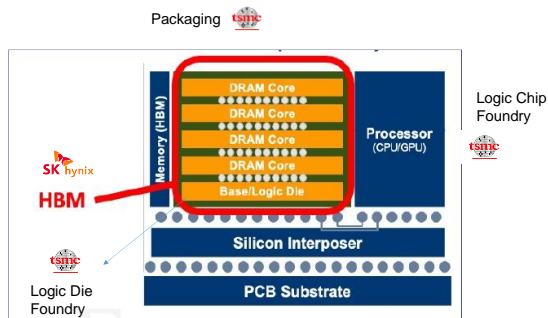 Packaging
tsmc
DRAM Core
DRAM Core
DRAM Core
DRAM Core
Base/Logic Die
Memory (HBM)
Processor
(CPU/GPU)
Logic Chip
Foundry
tsmc
SK hynix
HBM
Silicon Interposer
tsmc
Logic Die
Foundry
PCB Substrate